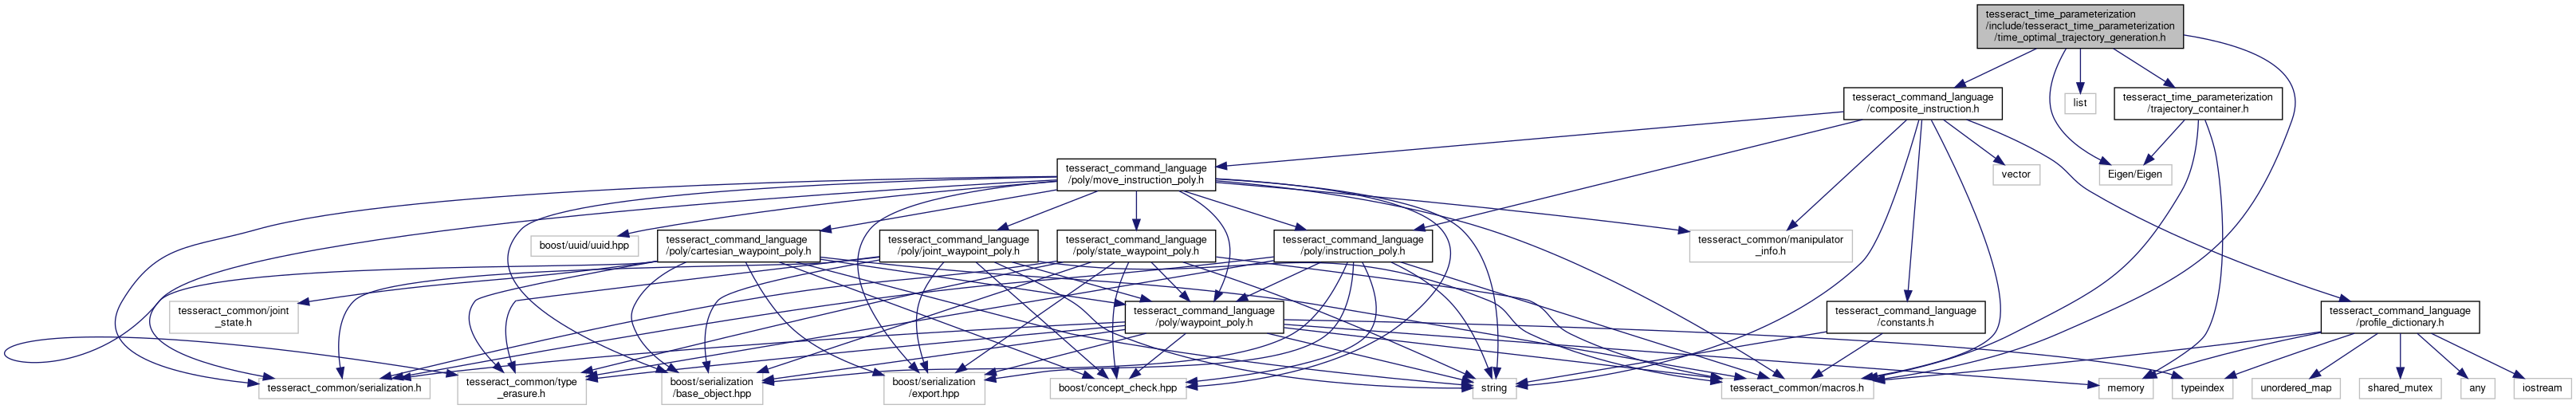 tesseract_time_parameterization
/include/tesseract_time_parameterization
/time_optimal_trajectory_generation.h
tesseract_command_language
/composite_instruction.h
list
tesseract_time_parameterization
/trajectory_container.h
tesseract_command_language
/poly/move_instruction_poly.h
vector
Eigen/Eigen
boost/uuid/uuid.hpp
tesseract_command_language
/poly/cartesian_waypoint_poly.h
tesseract_command_language
/poly/joint_waypoint_poly.h
tesseract_command_language
/poly/state_waypoint_poly.h
tesseract_command_language
/poly/instruction_poly.h
tesseract_common/manipulator
_info.h
tesseract_common/joint
_state.h
tesseract_command_language
/poly/waypoint_poly.h
tesseract_command_language
/constants.h
tesseract_command_language
/profile_dictionary.h
tesseract_common/serialization.h
tesseract_common/type
_erasure.h
boost/serialization
/base_object.hpp
boost/serialization
/export.hpp
boost/concept_check.hpp
string
tesseract_common/macros.h
memory
typeindex
unordered_map
shared_mutex
any
iostream